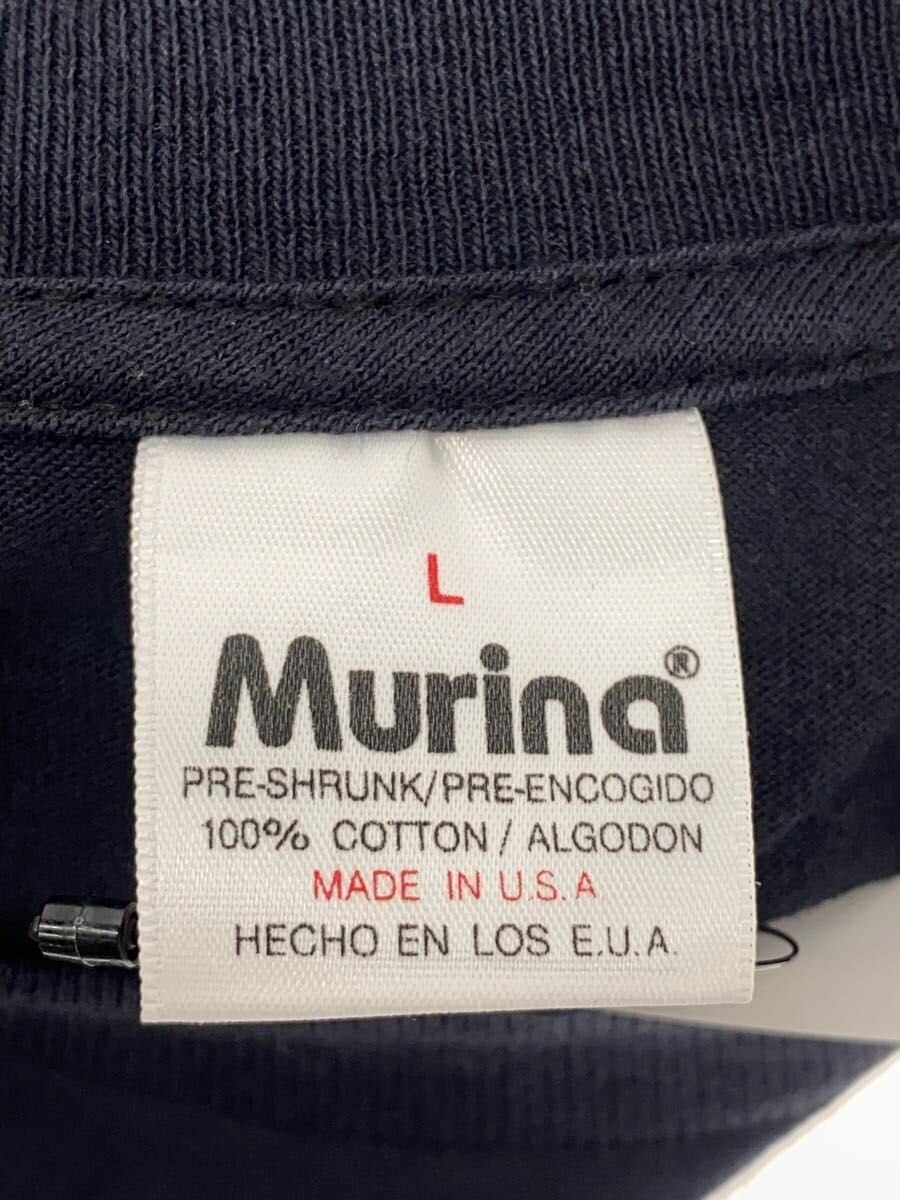 L
Murina®
PRE-SHRUNK/PRE-ENCOGIDO
100% COTTON / ALGODON
MADE IN U.S.A.
HECHO EN LOS E.U.A.